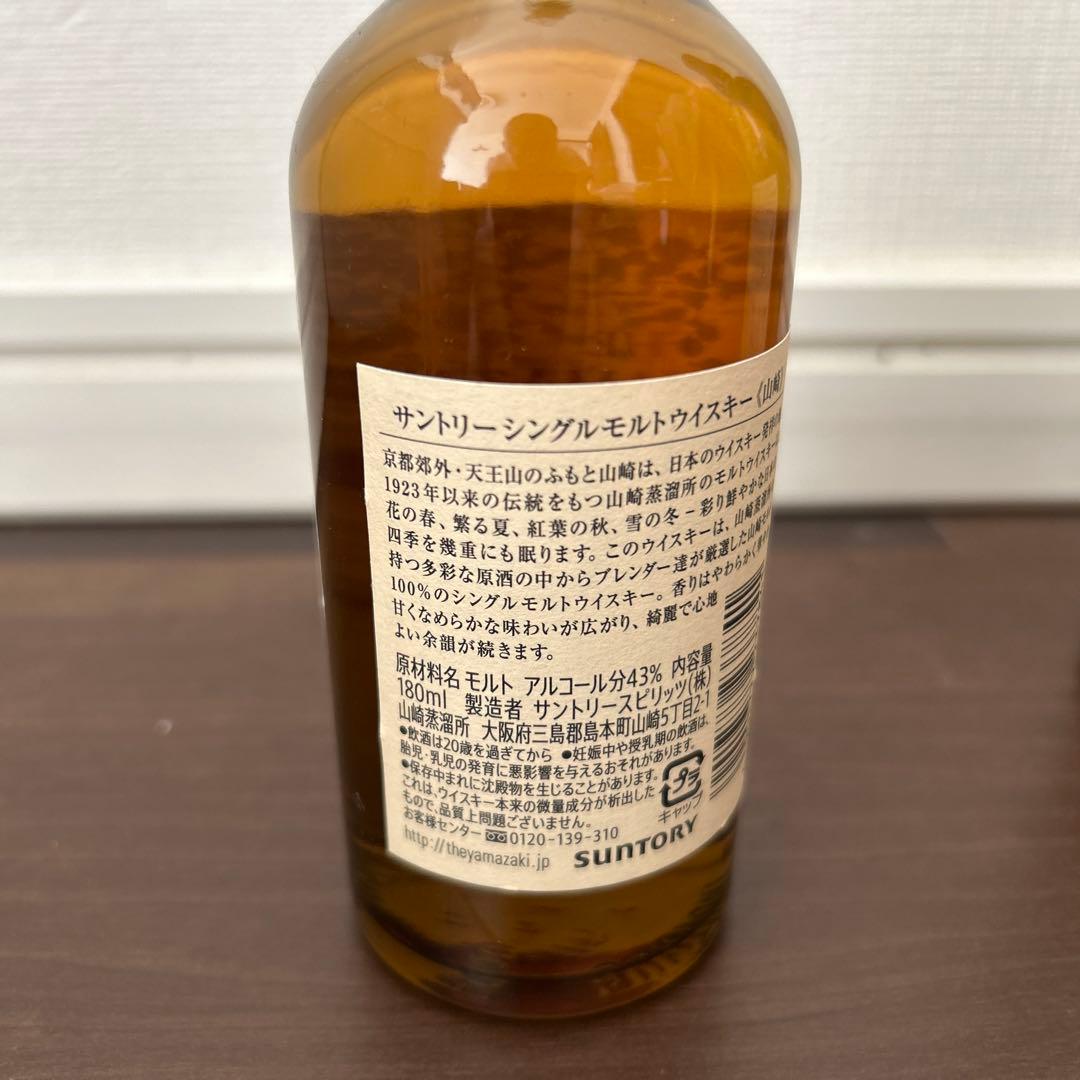 サントリーシングルモルトウイスキー《山崎》
京都郊外・天王山のふもと山崎は、日本のウイスキー発祥の
1923年以来の伝統をもつ山崎蒸溜所のモルトウイスキーは
花の春、繁る夏、紅葉の秋、雪の冬－彩り鮮やかな日本
四季を幾重にも眠ります。このウイスキーは、山崎蒸溜所
持つ多彩な原酒の中からブレンダー達が厳選した山崎モ
100%のシングルモルトウイスキー。香りはやわらかく
甘くなめらかな味わいが広がり、綺麗で心地
よい余韻が続きます。
原材料名 モルト アルコール分43% 内容量
180ml 製造者 サントリースピリッツ(株)
山崎蒸溜所 大阪府三島郡島本町山崎5丁目2-1
●飲酒は20歳を過ぎてから ●妊娠中や授乳期の飲酒は、
胎児・乳児の発育に悪影響を与えるおそれがあります。
●保存中まれに沈殿物を生じることがあります。
これは、ウイスキー本来の微量成分が析出した
もので、品質上問題ございません。
プラ
キャップ
お客様センター 0120-139-310
http://theyamazaki.jp SUNTORY